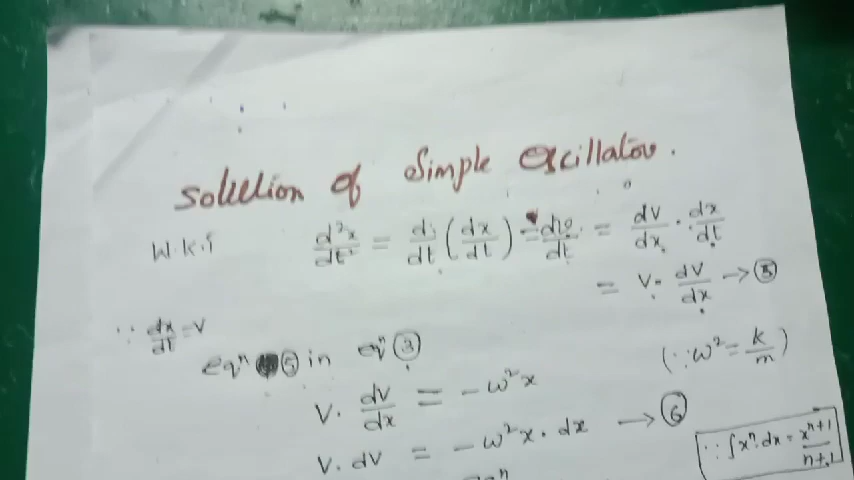 Solution of Simple Oscillator.
W.K.T d²x/dt² = d/dt (dx/dt) = dv/dt = dv/dx · dx/dt
= v · dv/dx → ⑤
∵ dx/dt = v
eqⁿ ⑤ in eqⁿ ③ (∵ ω² = k/m)
v · dv/dx = -ω²x
v · dv = -ω²x · dx → ⑥
∵ ∫xⁿ · dx = xⁿ⁺¹/n+1